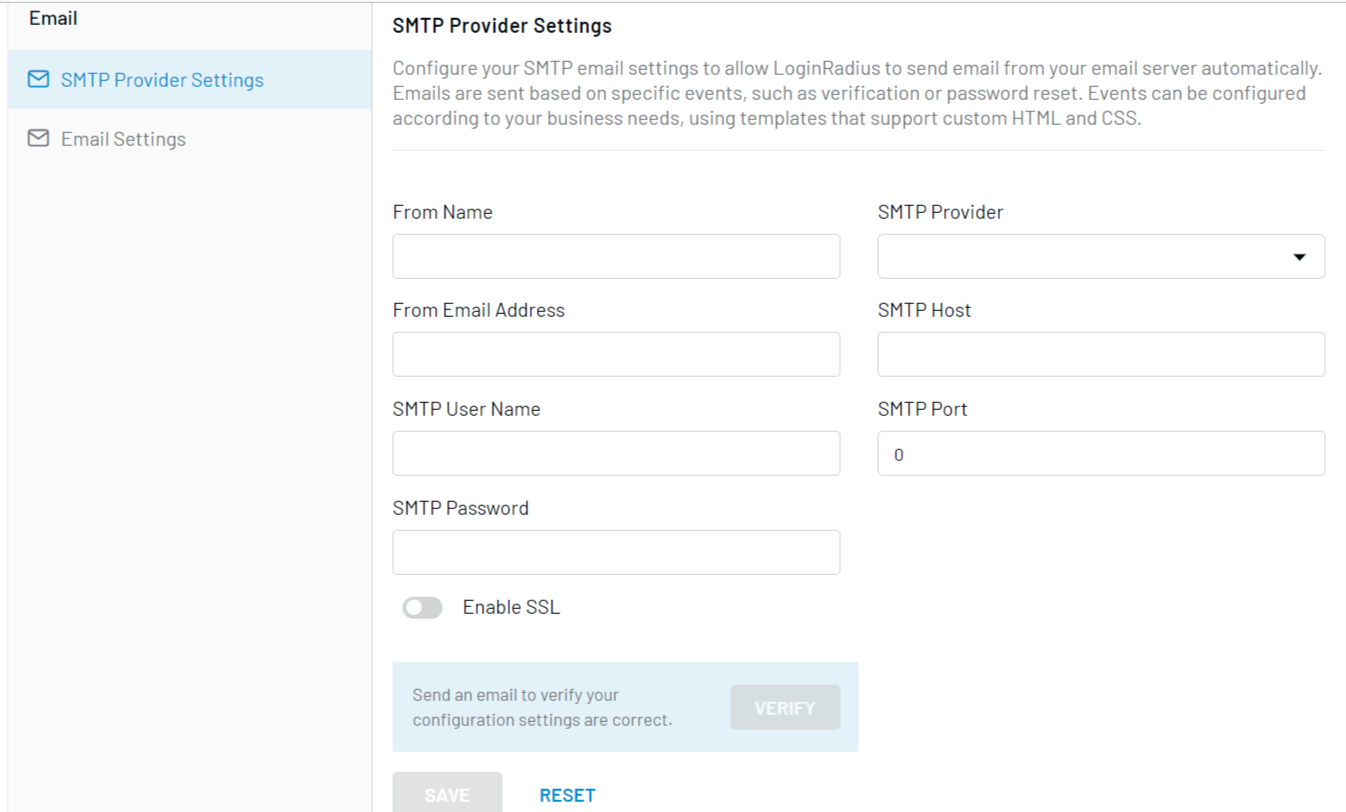 Email
SMTP Provider Settings
Email Settings
SMTP Provider Settings
Configure your SMTP email settings to allow LoginRadius to send email from your email server automatically.
Emails are sent based on specific events, such as verification or password reset. Events can be configured
according to your business needs, using templates that support custom HTML and CSS.
From Name
SMTP Provider
From Email Address
SMTP Host
SMTP User Name
SMTP Port
0
SMTP Password
Enable SSL
Send an email to verify your
configuration settings are correct.
VERIFY
SAVE
RESET